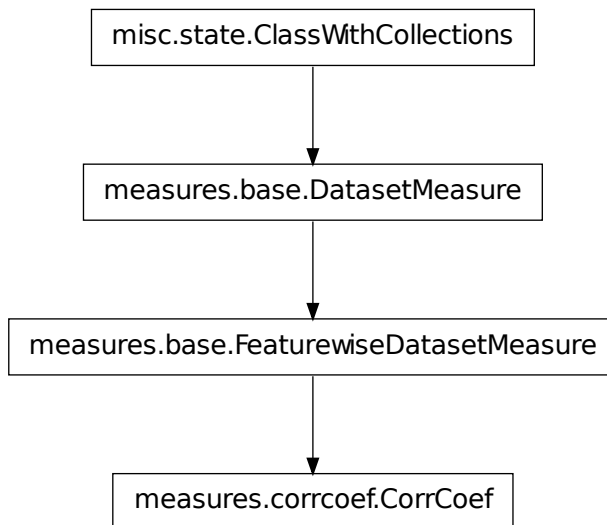 misc.state.ClassWithCollections
measures.base.DatasetMeasure
measures.base.FeaturewiseDatasetMeasure
measures.corrcoef.CorrCoef